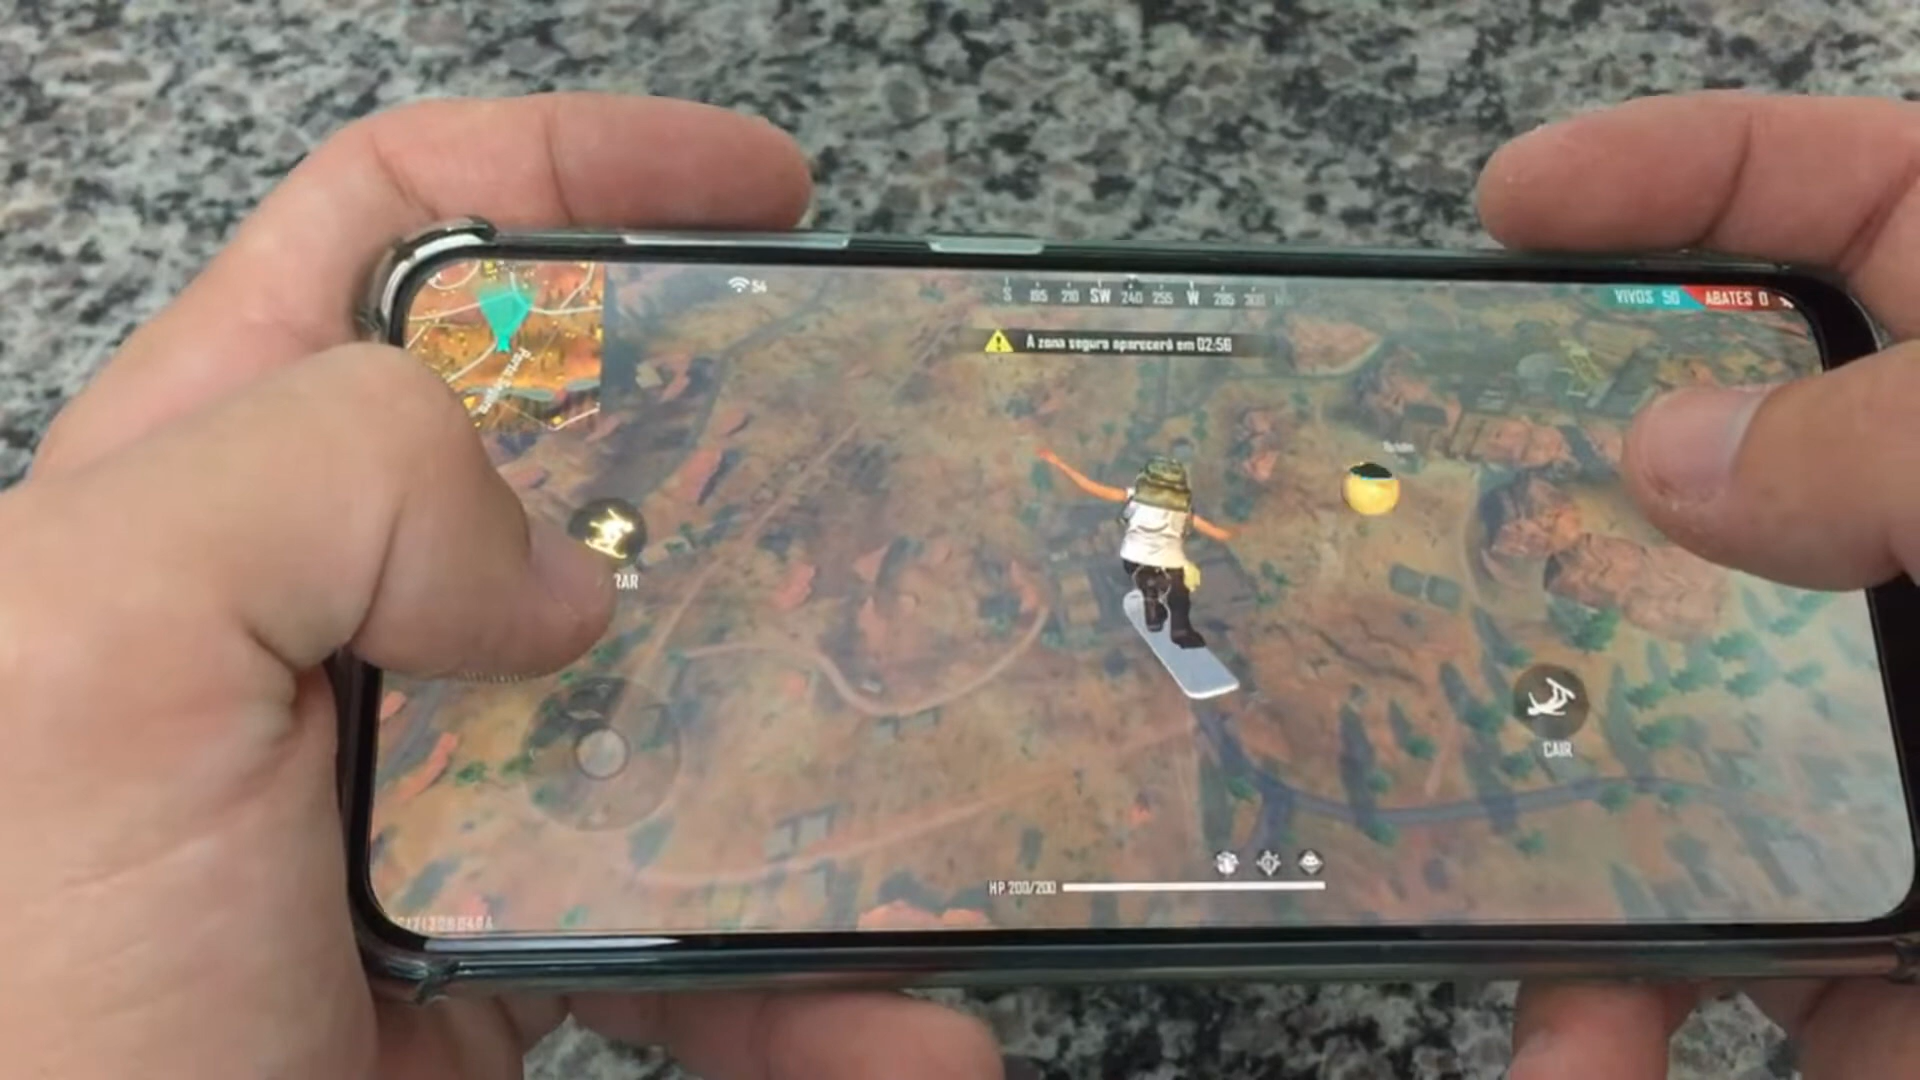 54
S 195 210 SW 240 255 W 285 300
VIVOS 50 ABATES 0
A zona segura aparecerá em 02:56
RAR
CAIR
HP 200/200